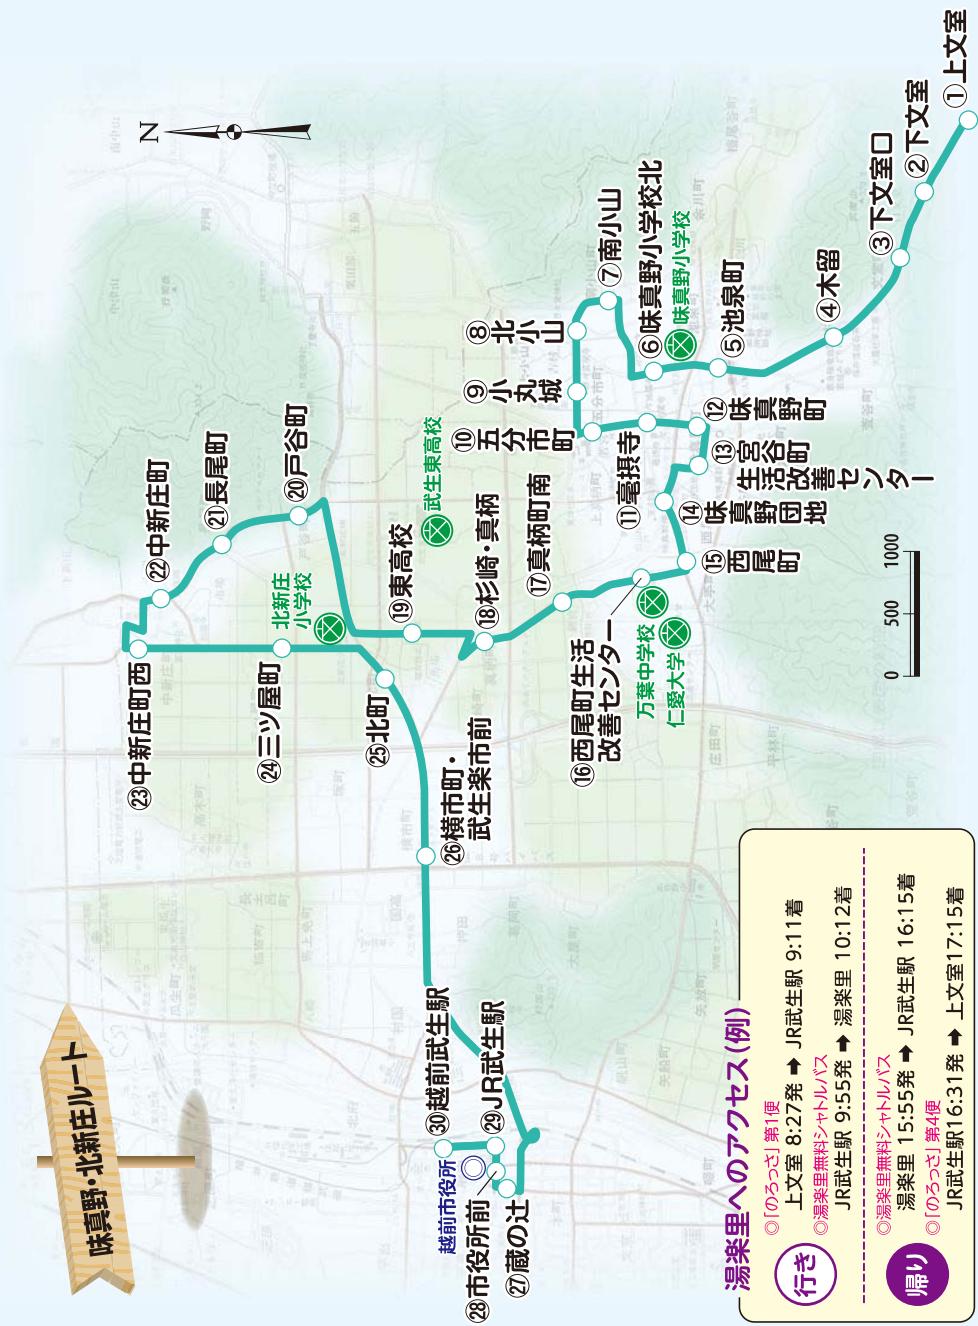 味真野・北新庄ルート
N
①上文室
②下文室
③下文室口
④木留
⑤池泉町
⑥味真野小学校北
味真野小学校
⑦南小山
⑧北小山
⑨小丸城
⑩五分市町
⑪毫摂寺
⑫味真野町
⑬宮谷町
生活改善センター
⑭味真野団地
⑮西尾町
⑯西尾町生活
改善センター
万葉中学校
仁愛大学
⑰真柄町南
⑱杉崎・真柄
⑲東高校
武生東高校
⑳戸谷町
㉑長尾町
㉒中新庄町
㉓中新庄町西
㉔三ツ屋町
北新庄
小学校
㉕北町
㉖横市町・
武生楽市前
㉗蔵の辻
㉘市役所前
越前市役所
㉙JR武生駅
㉚越前武生駅
0 500 1000
湯楽里へのアクセス(例)
行き
◎「のろっさ」第1便
上文室 8:27発 ➡ JR武生駅 9:11着
◎湯楽里無料シャトルバス
JR武生駅 9:55発 ➡ 湯楽里 10:12着
帰り
◎湯楽里無料シャトルバス
湯楽里 15:55発 ➡ JR武生駅 16:15着
◎「のろっさ」第4便
JR武生駅16:31発 ➡ 上文室17:15着